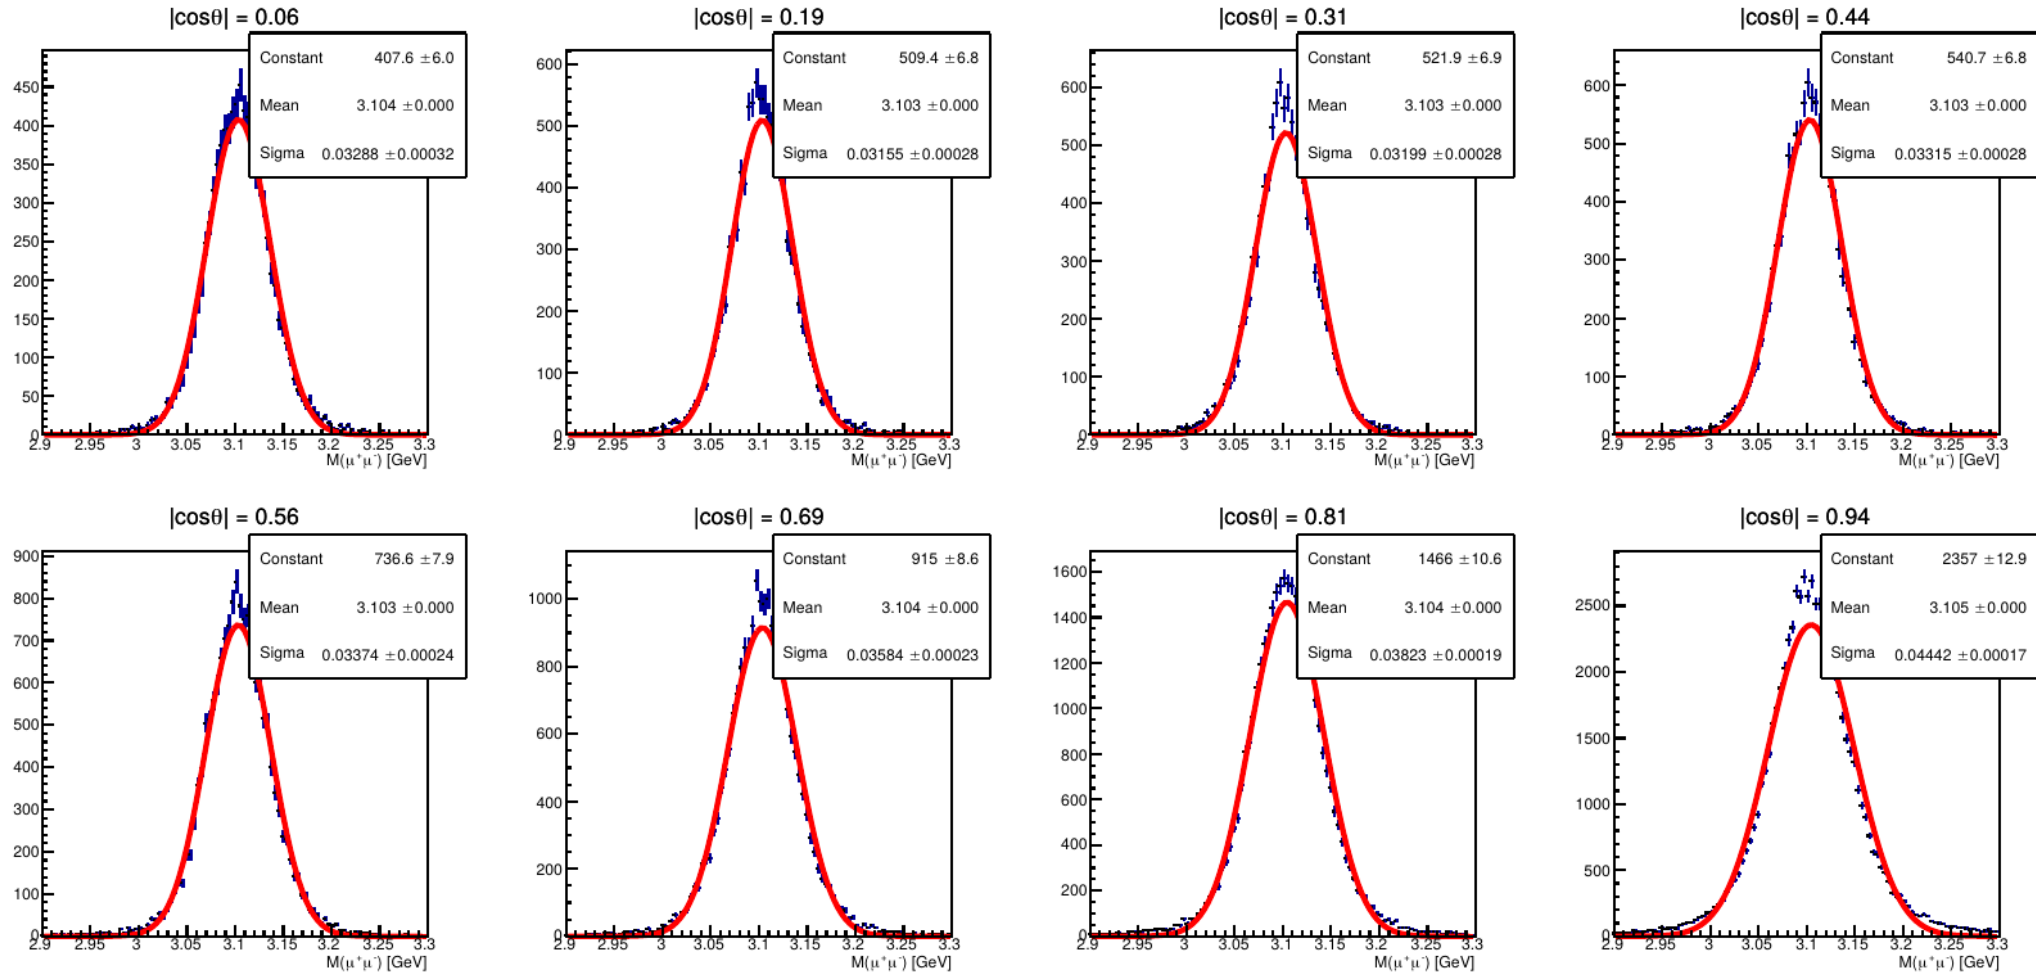 |cosθ| = 0.06
Constant 407.6 ±6.0
Mean 3.104 ±0.000
Sigma 0.03288 ±0.00032
450
400
350
300
250
200
150
100
50
0
2.9 2.95 3 3.05 3.1 3.15 3.2 3.25 3.3
M(μ⁺μ⁻) [GeV]
|cosθ| = 0.19
Constant 509.4 ±6.8
Mean 3.103 ±0.000
Sigma 0.03155 ±0.00028
600
500
400
300
200
100
0
2.9 2.95 3 3.05 3.1 3.15 3.2 3.25 3.3
M(μ⁺μ⁻) [GeV]
|cosθ| = 0.31
Constant 521.9 ±6.9
Mean 3.103 ±0.000
Sigma 0.03199 ±0.00028
600
500
400
300
200
100
0
2.9 2.95 3 3.05 3.1 3.15 3.2 3.25 3.3
M(μ⁺μ⁻) [GeV]
|cosθ| = 0.44
Constant 540.7 ±6.8
Mean 3.103 ±0.000
Sigma 0.03315 ±0.00028
600
500
400
300
200
100
0
2.9 2.95 3 3.05 3.1 3.15 3.2 3.25 3.3
M(μ⁺μ⁻) [GeV]
|cosθ| = 0.56
Constant 736.6 ±7.9
Mean 3.103 ±0.000
Sigma 0.03374 ±0.00024
900
800
700
600
500
400
300
200
100
0
2.9 2.95 3 3.05 3.1 3.15 3.2 3.25 3.3
M(μ⁺μ⁻) [GeV]
|cosθ| = 0.69
Constant 915 ±8.6
Mean 3.104 ±0.000
Sigma 0.03584 ±0.00023
1000
800
600
400
200
0
2.9 2.95 3 3.05 3.1 3.15 3.2 3.25 3.3
M(μ⁺μ⁻) [GeV]
|cosθ| = 0.81
Constant 1466 ±10.6
Mean 3.104 ±0.000
Sigma 0.03823 ±0.00019
1600
1400
1200
1000
800
600
400
200
0
2.9 2.95 3 3.05 3.1 3.15 3.2 3.25 3.3
M(μ⁺μ⁻) [GeV]
|cosθ| = 0.94
Constant 2357 ±12.9
Mean 3.105 ±0.000
Sigma 0.04442 ±0.00017
2500
2000
1500
1000
500
0
2.9 2.95 3 3.05 3.1 3.15 3.2 3.25 3.3
M(μ⁺μ⁻) [GeV]